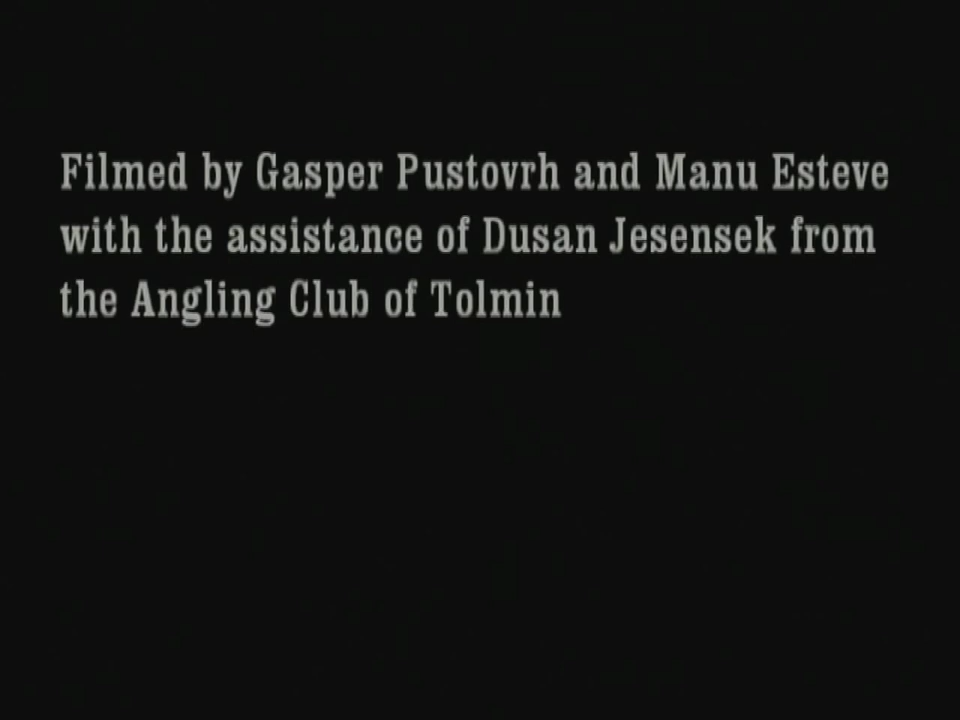 Filmed by Gasper Pustovrh and Manu Esteve
with the assistance of Dusan Jesensek from
the Angling Club of Tolmin